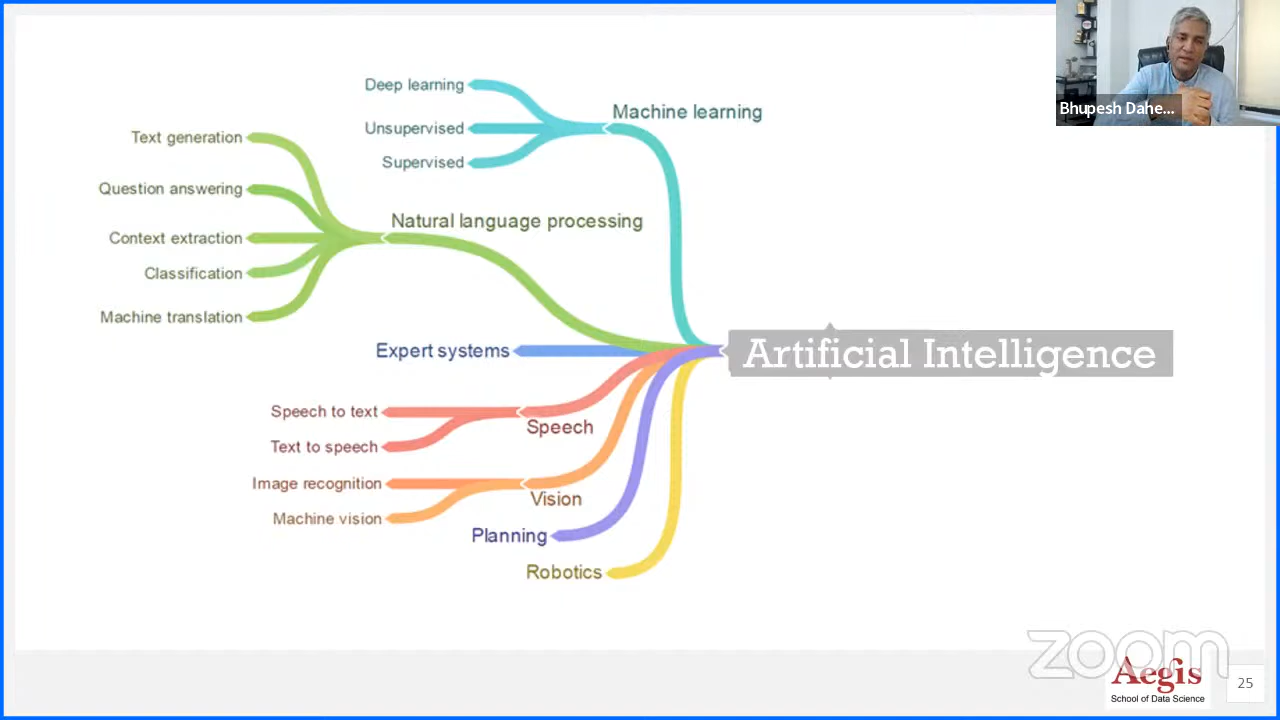 Bhupesh Dahe...
Deep learning
Unsupervised
Supervised
Machine learning
Text generation
Question answering
Context extraction
Classification
Machine translation
Natural language processing
Expert systems
Artificial Intelligence
Speech to text
Text to speech
Speech
Image recognition
Machine vision
Vision
Planning
Robotics
zoom
Aegis
School of Data Science
25